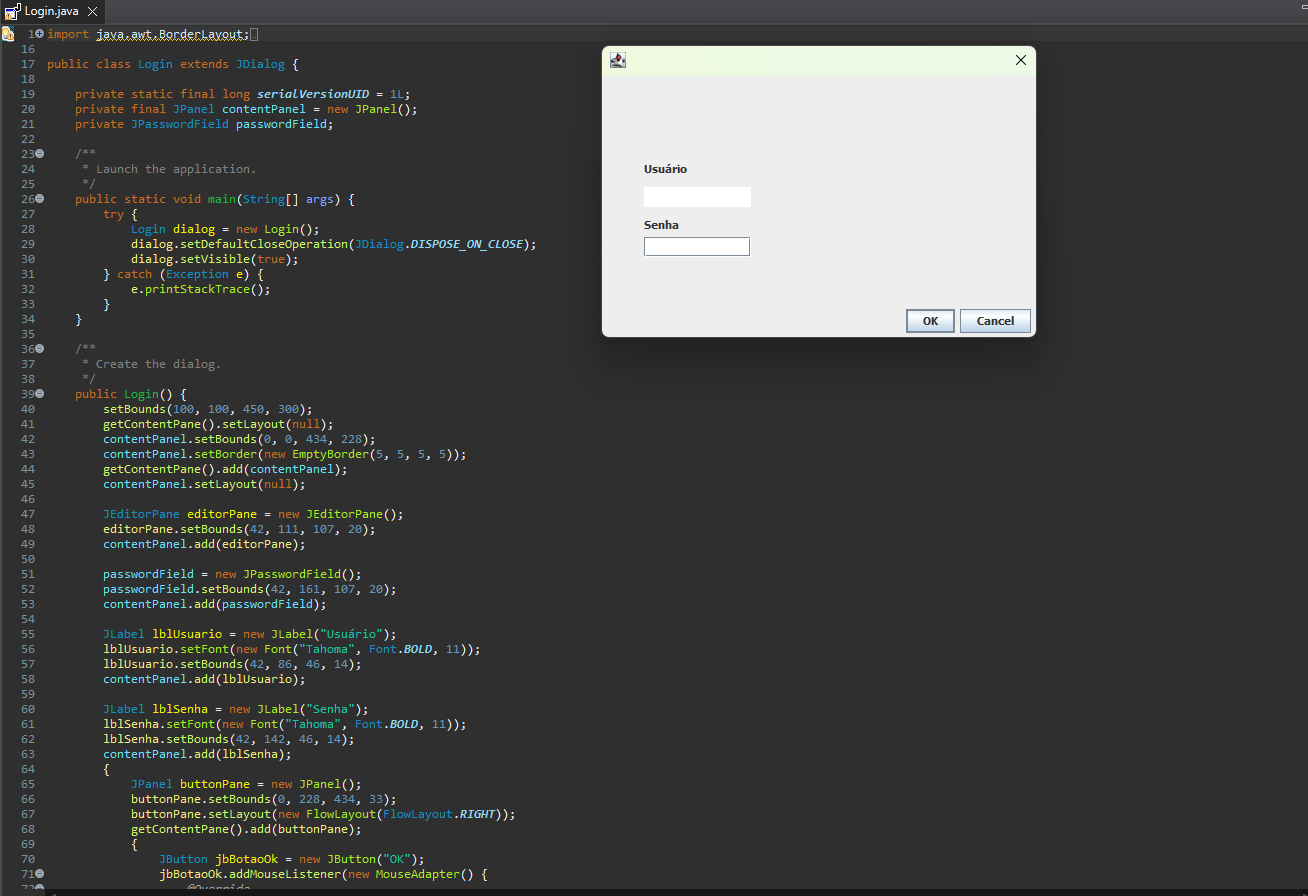 Login.java
1 import java.awt.BorderLayout;
16
17 public class Login extends JDialog {
18
19 private static final long serialVersionUID = 1L;
20 private final JPanel contentPanel = new JPanel();
21 private JPasswordField passwordField;
22
23 /**
24 * Launch the application.
25 */
26 public static void main(String[] args) {
27 try {
28 Login dialog = new Login();
29 dialog.setDefaultCloseOperation(JDialog.DISPOSE_ON_CLOSE);
30 dialog.setVisible(true);
31 } catch (Exception e) {
32 e.printStackTrace();
33 }
34 }
35
36 /**
37 * Create the dialog.
38 */
39 public Login() {
40 setBounds(100, 100, 450, 300);
41 getContentPane().setLayout(null);
42 contentPanel.setBounds(0, 0, 434, 228);
43 contentPanel.setBorder(new EmptyBorder(5, 5, 5, 5));
44 getContentPane().add(contentPanel);
45 contentPanel.setLayout(null);
46
47 JEditorPane editorPane = new JEditorPane();
48 editorPane.setBounds(42, 111, 107, 20);
49 contentPanel.add(editorPane);
50
51 passwordField = new JPasswordField();
52 passwordField.setBounds(42, 161, 107, 20);
53 contentPanel.add(passwordField);
54
55 JLabel lblUsuario = new JLabel("Usuário");
56 lblUsuario.setFont(new Font("Tahoma", Font.BOLD, 11));
57 lblUsuario.setBounds(42, 86, 46, 14);
58 contentPanel.add(lblUsuario);
59
60 JLabel lblSenha = new JLabel("Senha");
61 lblSenha.setFont(new Font("Tahoma", Font.BOLD, 11));
62 lblSenha.setBounds(42, 142, 46, 14);
63 contentPanel.add(lblSenha);
64 {
65 JPanel buttonPane = new JPanel();
66 buttonPane.setBounds(0, 228, 434, 33);
67 buttonPane.setLayout(new FlowLayout(FlowLayout.RIGHT));
68 getContentPane().add(buttonPane);
69 {
70 JButton jbBotaoOk = new JButton("OK");
71 jbBotaoOk.addMouseListener(new MouseAdapter() {
72 @Override
Usuário
Senha
OK
Cancel